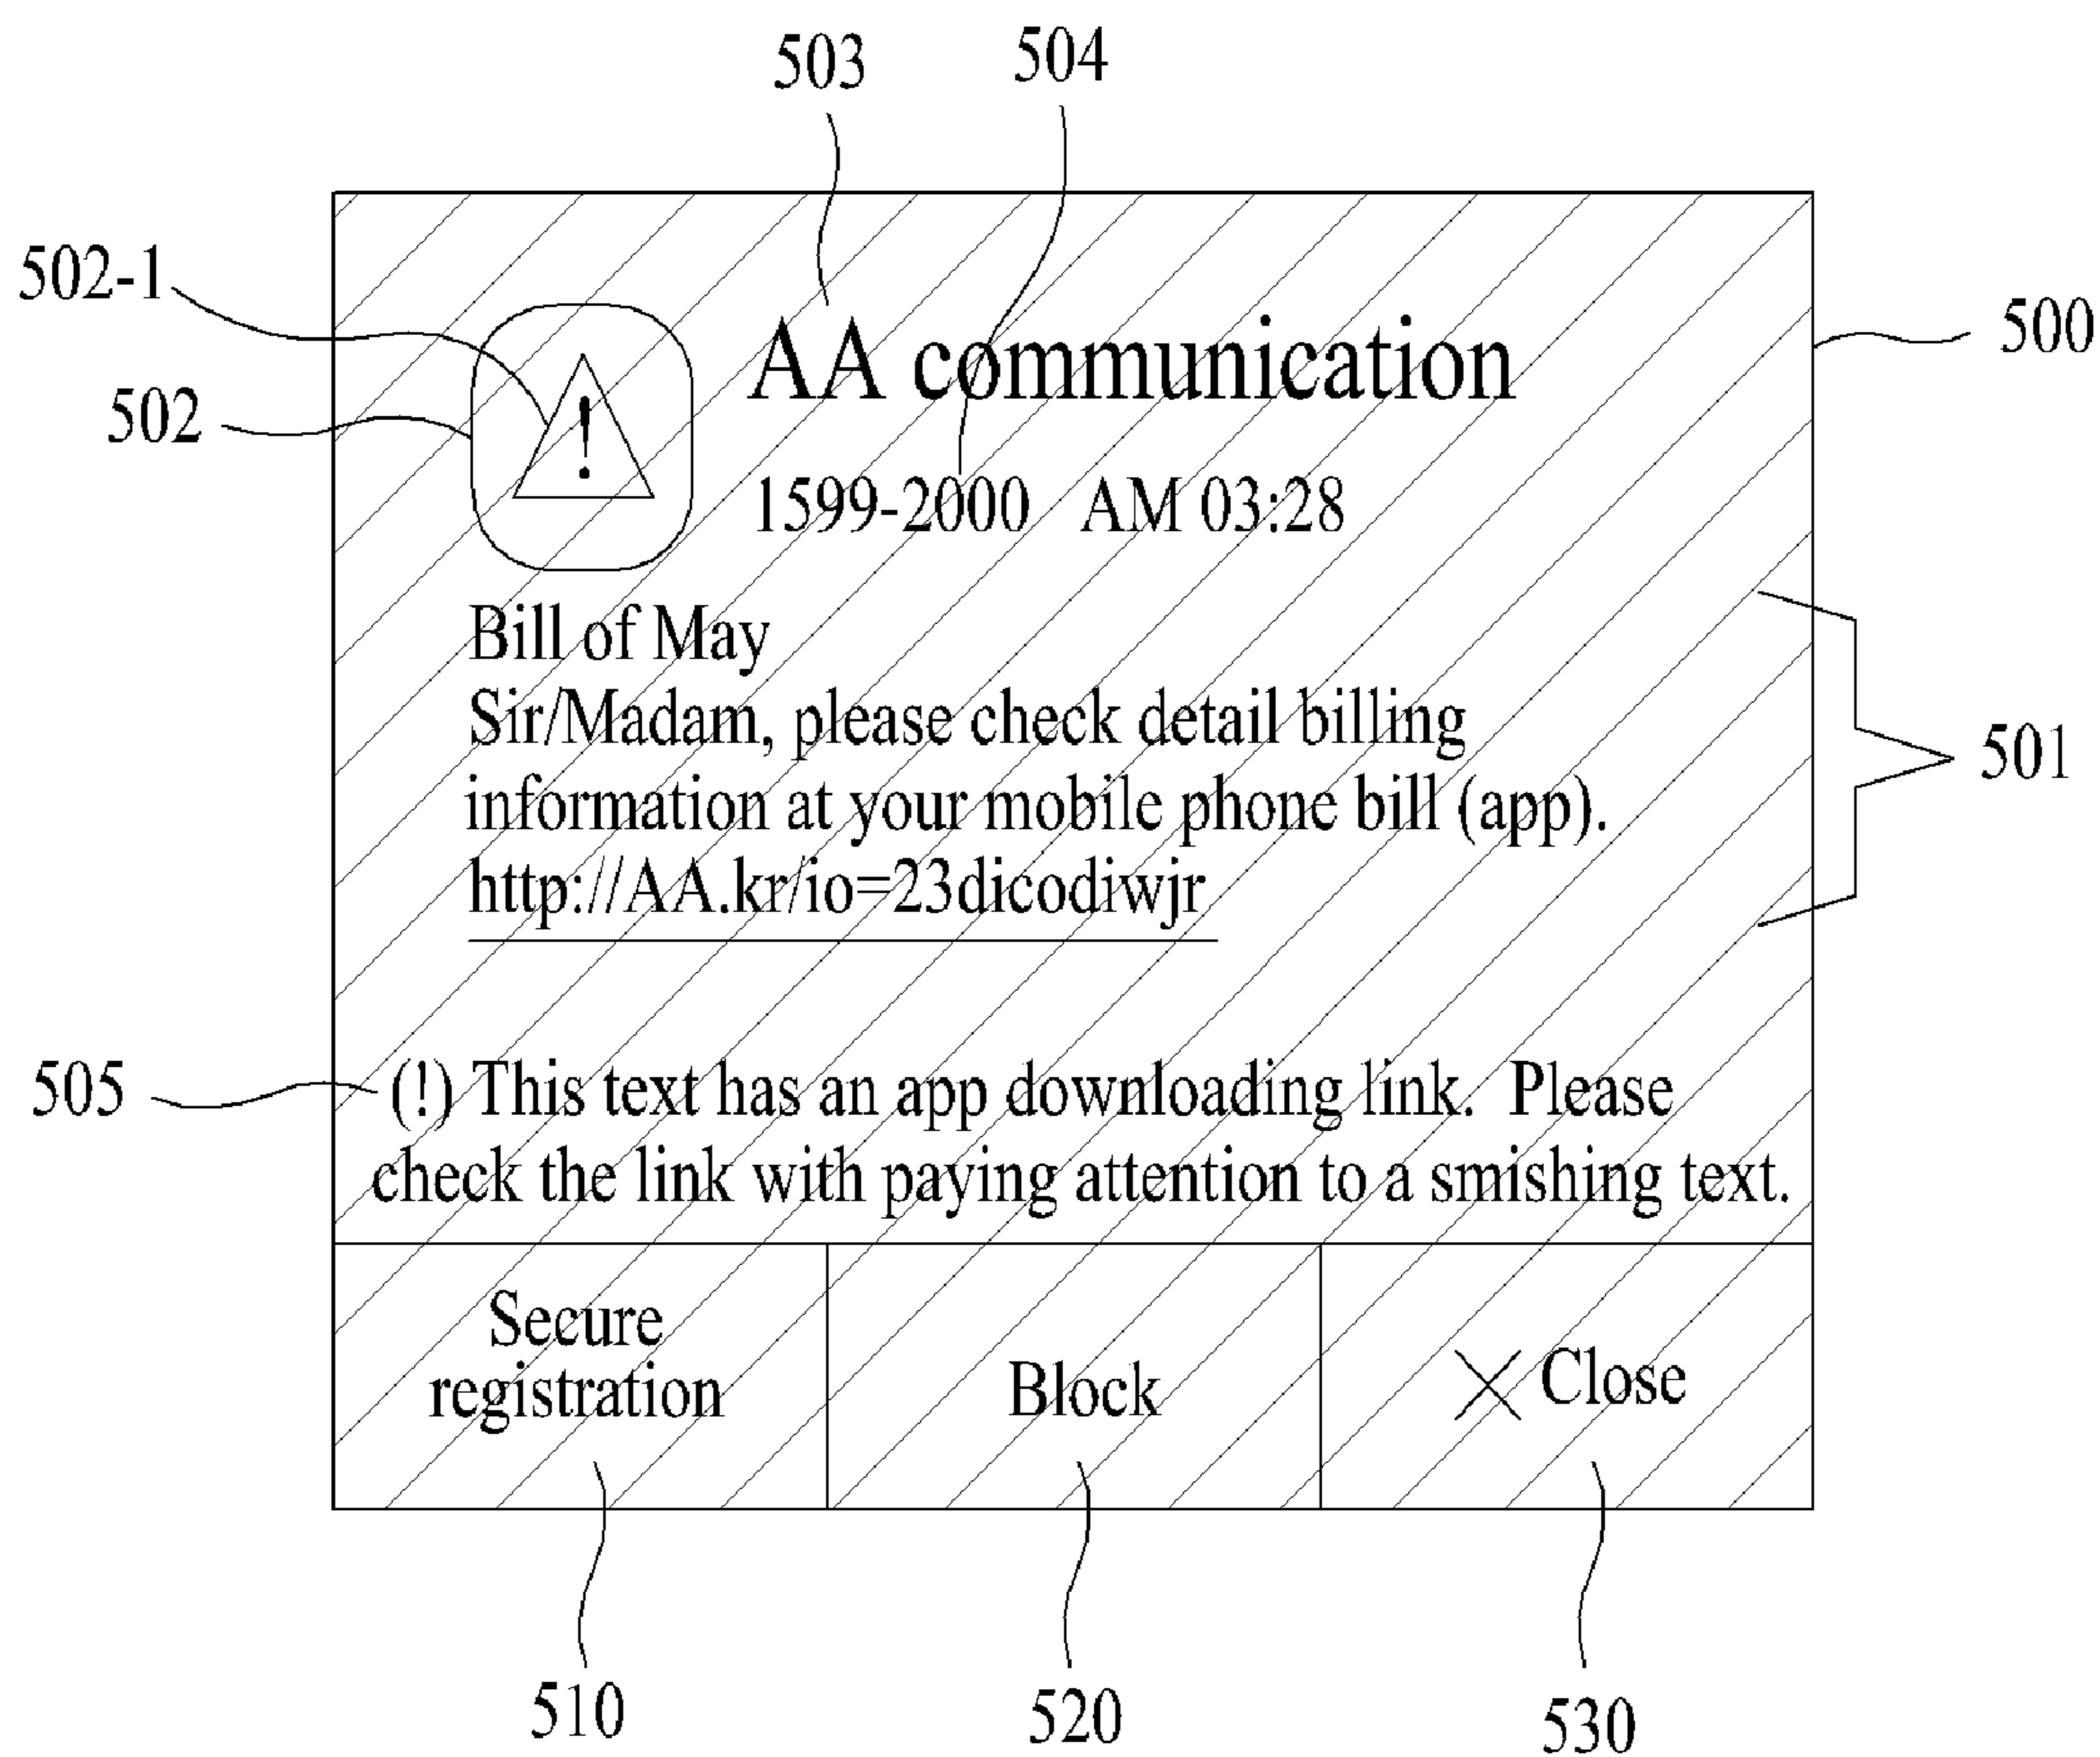 503 504
502-1
500
502
!
AA communication
1599-2000 AM 03:28
Bill of May
Sir/Madam, please check detail billing
information at your mobile phone bill (app).
http://AA.kr/io=23dicodiwjr
501
505
(!) This text has an app downloading link. Please
check the link with paying attention to a smishing text.
Secure
registration
Block
Close
510 520 530